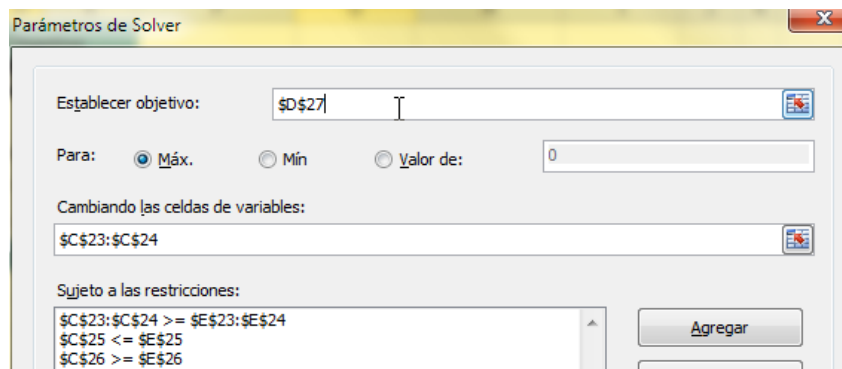 Parámetros de Solver
Establecer objetivo: $D$27
Para: Máx. Mín Valor de: 0
Cambiando las celdas de variables:
$C$23:$C$24
Sujeto a las restricciones:
$C$23:$C$24 >= $E$23:$E$24
$C$25 <= $E$25
Agregar
$C$26 >= $E$26